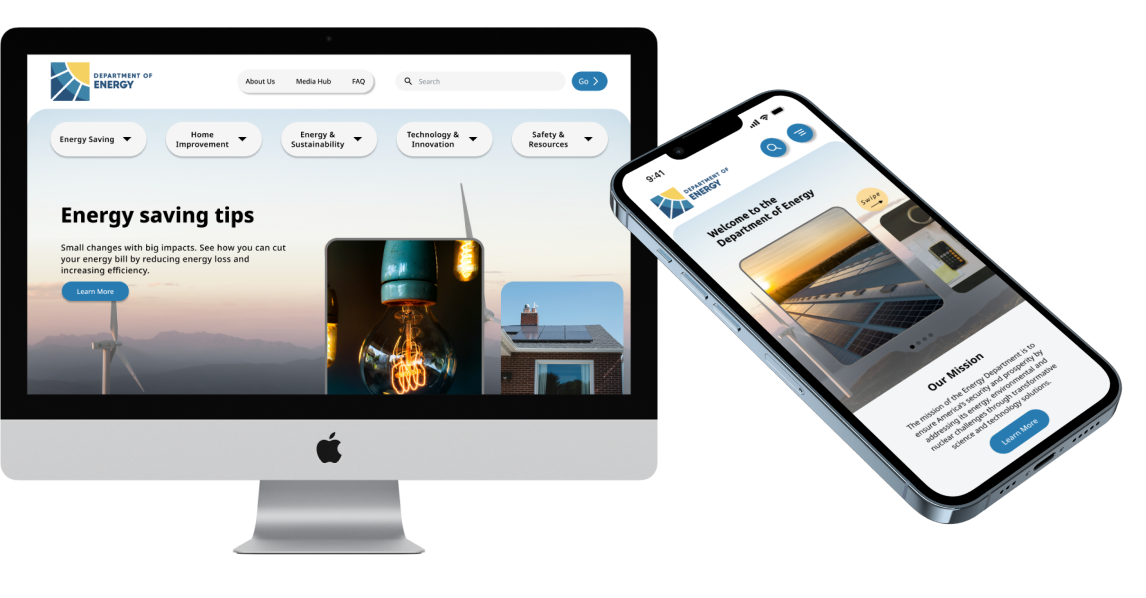 DEPARTMENT OF
ENERGY
About Us
Media Hub
FAQ
Search
Go
Energy Saving
Home
Improvement
Energy &
Sustainability
Technology &
Innovation
Safety &
Resources
Energy saving tips
Small changes with big impacts. See how you can cut
your energy bill by reducing energy loss and
increasing efficiency.
Learn More
9:41
DEPARTMENT OF
ENERGY
Welcome to the
Department of Energy
Swipe
Our Mission
The mission of the Energy Department is to
ensure America's security and prosperity by
addressing its energy, environmental and
nuclear challenges through transformative
science and technology solutions.
Learn More